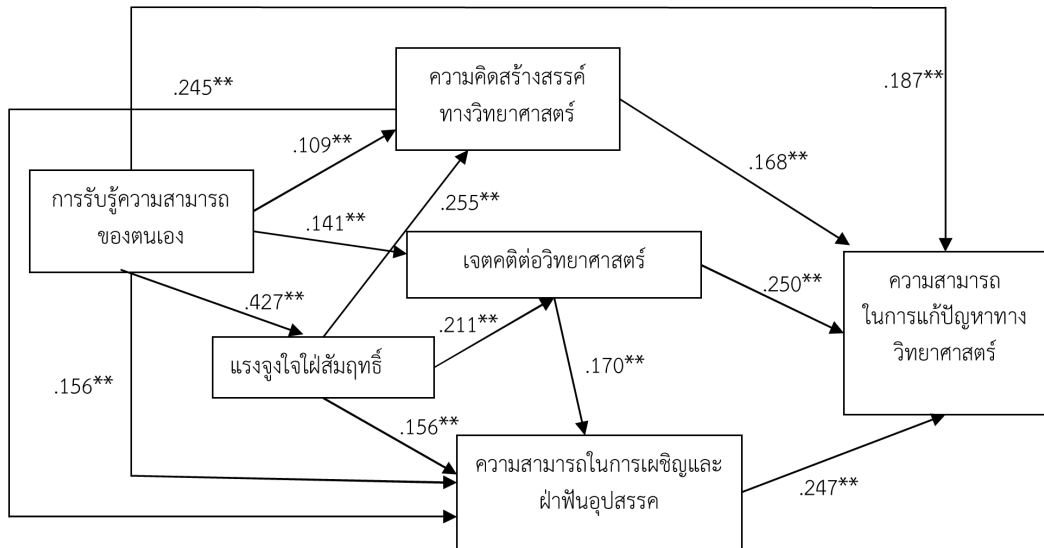 ความคิดสร้างสรรค์
ทางวิทยาศาสตร์
.245**
.187**
.109**
.168**
การรับรู้ความสามารถ
ของตนเอง
.255**
.141**
เจตคติต่อวิทยาศาสตร์
ความสามารถ
ในการแก้ปัญหาทาง
วิทยาศาสตร์
.250**
.427**
.211**
แรงจูงใจใฝ่สัมฤทธิ์
.170**
.156**
.156**
ความสามารถในการเผชิญและ
ฝ่าฟันอุปสรรค
.247**